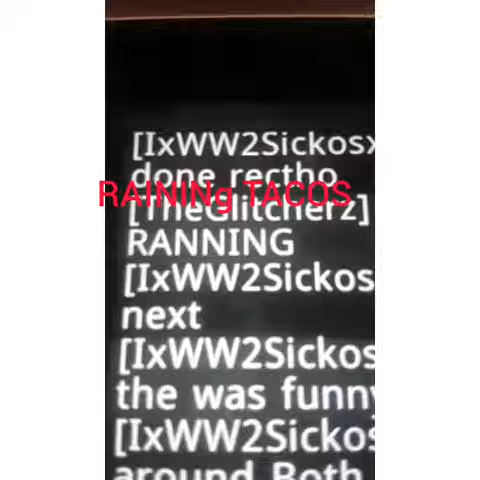 [IxWW2Sickosx
done rectho
RAINING TACOS
[TheGlitcherz]
RANNING
[IxWW2Sickos
next
[IxWW2Sickos
the was funny
[IxWW2Sickos
around Both